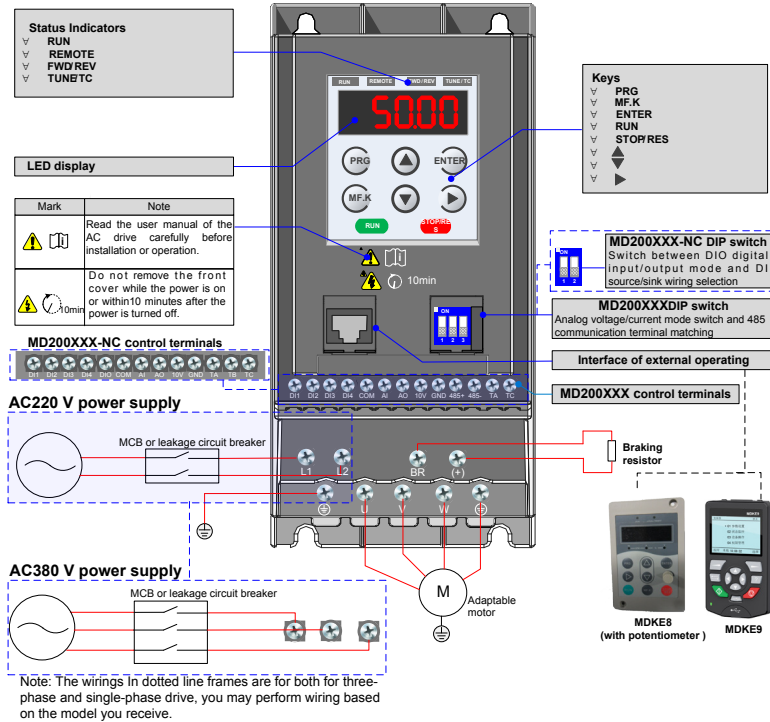 Status Indicators
∀ RUN
∀ REMOTE
∀ FWD/REV
∀ TUNE/TC
LED display
Mark Note
Read the user manual of the
AC drive carefully before
installation or operation.
10min
Do not remove the front
cover while the power is on
or within10 minutes after the
power is turned off.
MD200XXX-NC control terminals
DI1 DI2 DI3 DI4 DIO COM AI AO 10V GND TA TB TC
RUN REMOTE FWD/REV TUNE/TC
50.00
PRG ENTER
MF.K
RUN STOP/RE
S
10min
ON
1 2 3
DI1 DI2 DI3 DI4 COM AI AO 10V GND 485+ 485- TA TC
Keys
∀ PRG
∀ MF.K
∀ ENTER
∀ RUN
∀ STOP/RES
∀
∀
∀
ON
1 2
MD200XXX-NC DIP switch
Switch between DIO digital
input/output mode and DI
source/sink wiring selection
MD200XXXDIP switch
Analog voltage/current mode switch and 485
communication terminal matching
Interface of external operating
MD200XXX control terminals
AC220 V power supply
MCB or leakage circuit breaker
L1 L2 BR (+)
U V W
Braking
resistor
M
Adaptable
motor
AC380 V power supply
MCB or leakage circuit breaker
Note: The wirings In dotted line frames are for both for three-
phase and single-phase drive, you may perform wiring based
on the model you receive.
MDKE9
MDKE8
(with potentiometer )
MDKE9